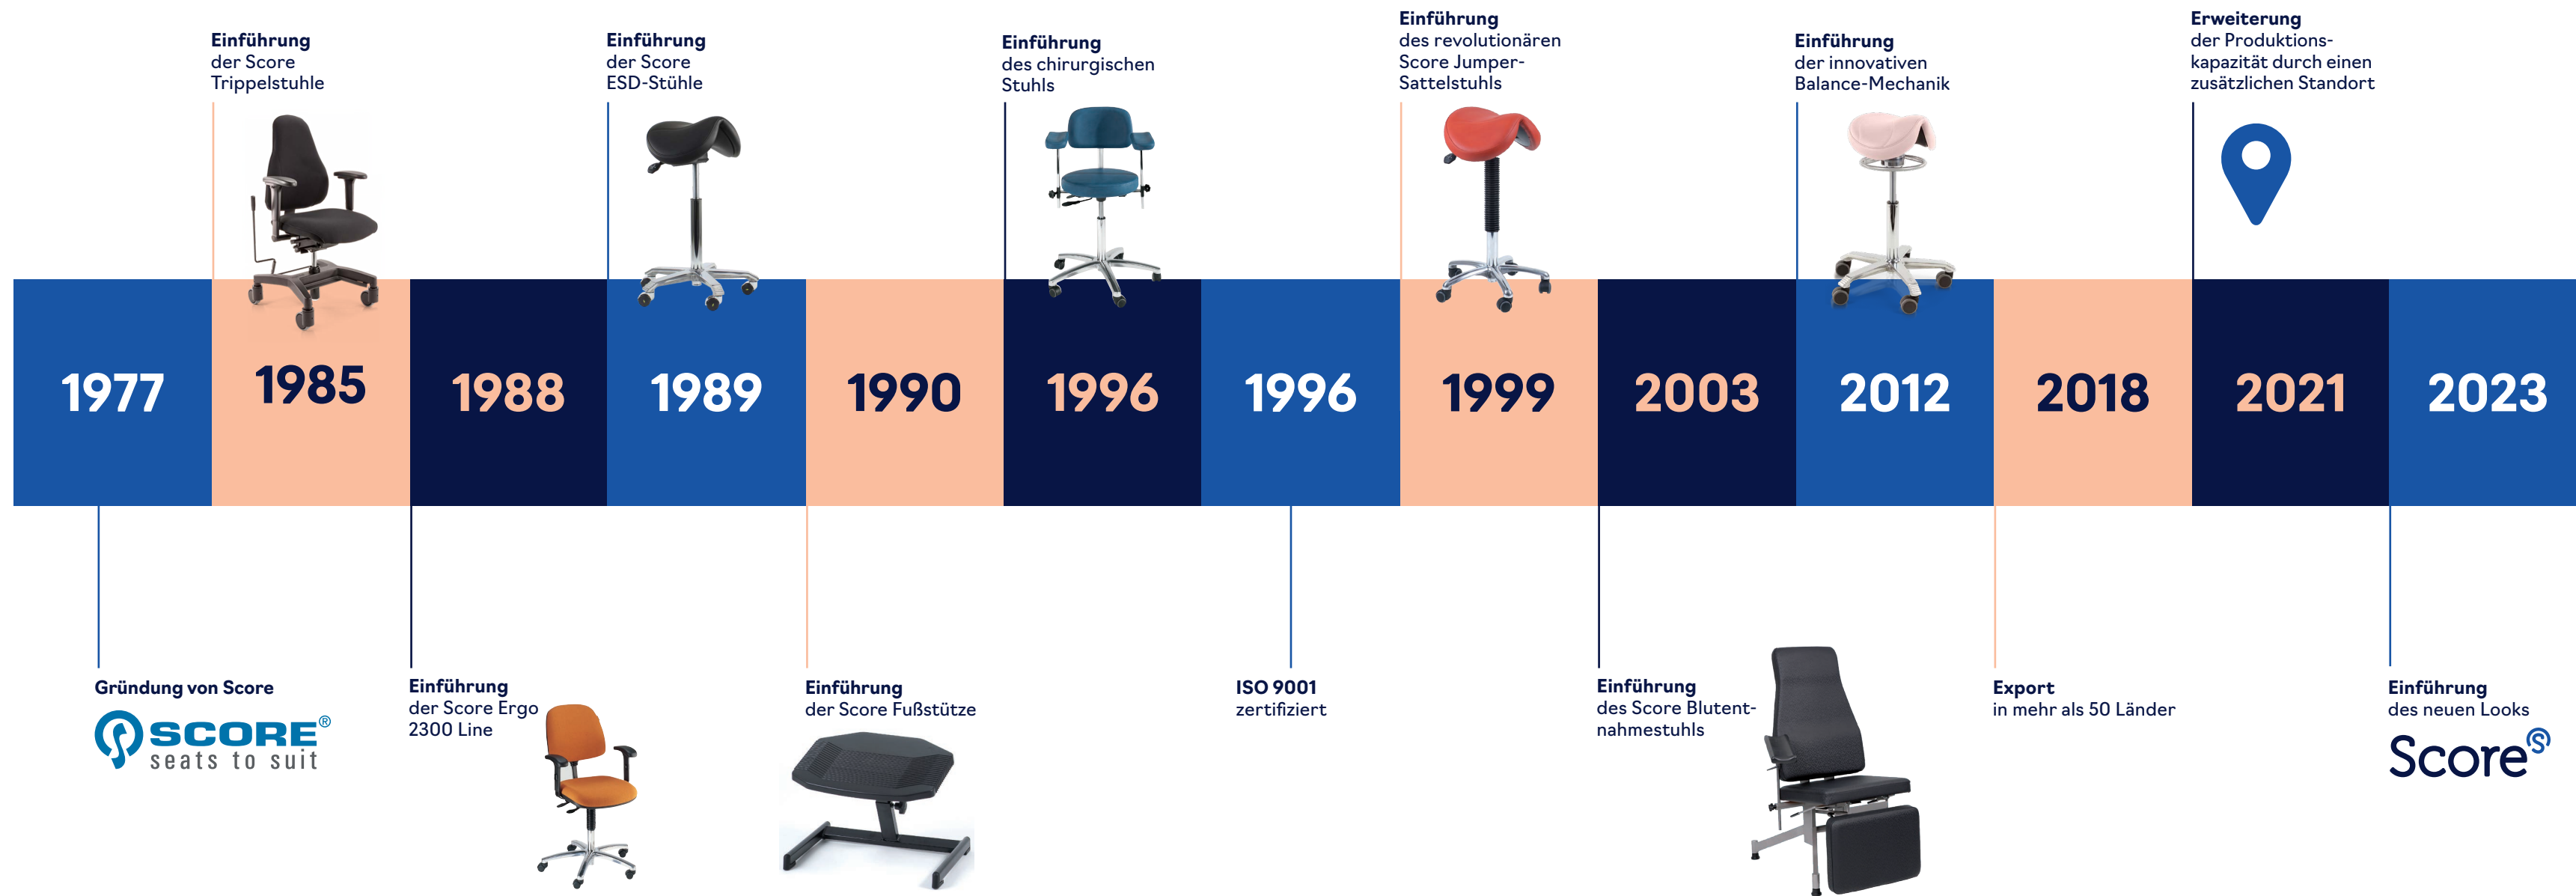 Einführung
der Score
Trippelstuhle
Einführung
der Score
ESD-Stühle
Einführung
des chirurgischen
Stuhls
Einführung
des revolutionären
Score Jumper-
Sattelstuhls
Einführung
der innovativen
Balance-Mechanik
Erweiterung
der Produktions-
kapazität durch einen
zusätzlichen Standort
1977
1985
1988
1989
1990
1996
1996
1999
2003
2012
2018
2021
2023
Gründung von Score
SCORE®
seats to suit
Einführung
der Score Ergo
2300 Line
Einführung
der Score Fußstütze
ISO 9001
zertifiziert
Einführung
des Score Blutent-
nahmestuhls
Export
in mehr als 50 Länder
Einführung
des neuen Looks
Score S